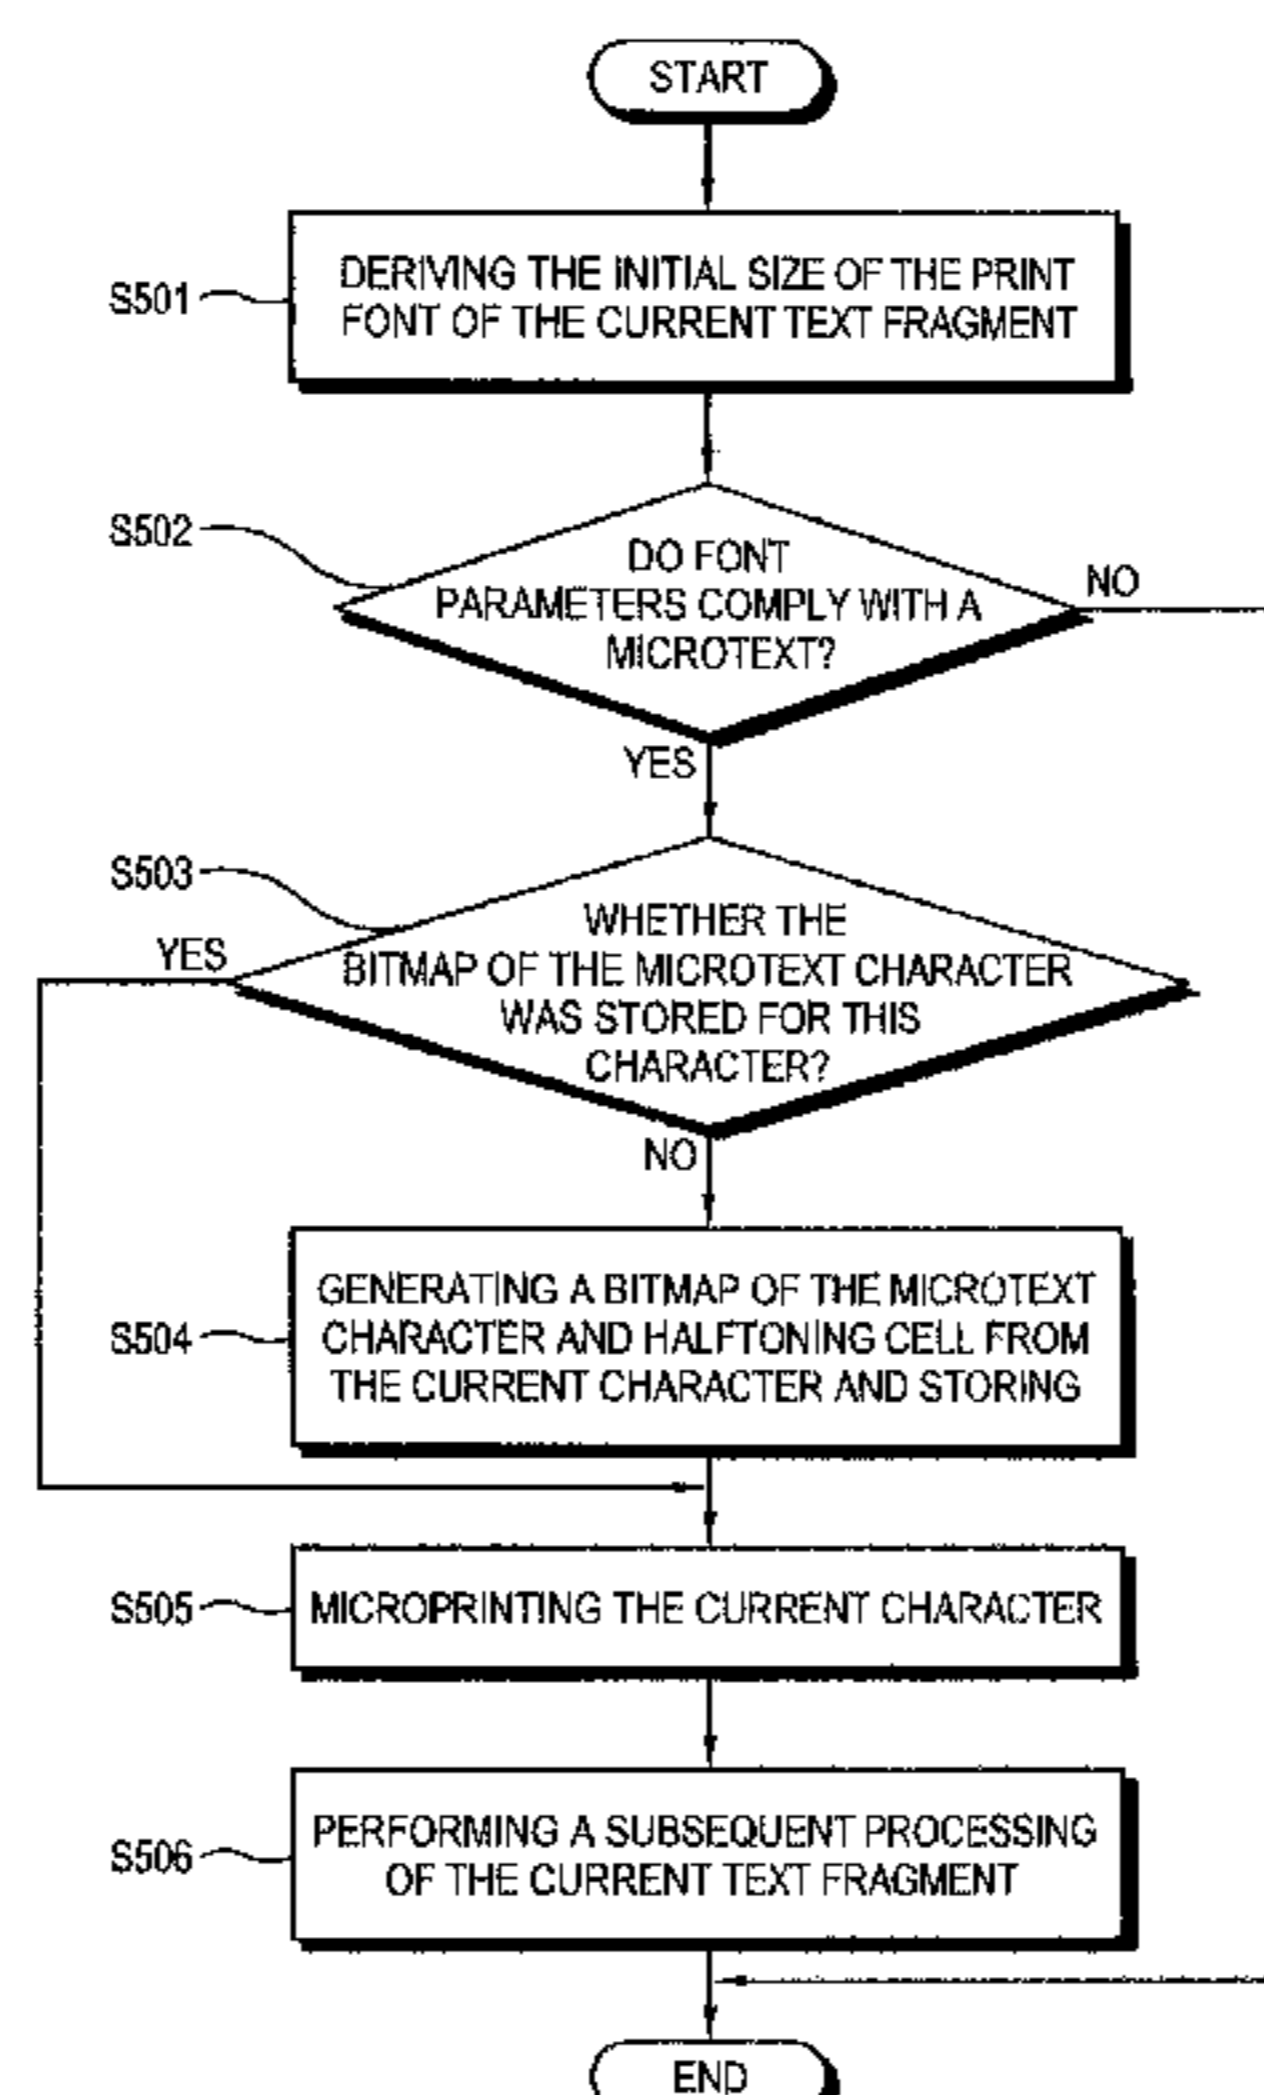 START
S501
DERIVING THE INITIAL SIZE OF THE PRINT
FONT OF THE CURRENT TEXT FRAGMENT
S502
DO FONT
PARAMETERS COMPLY WITH A
MICROTEXT?
NO
YES
S503
WHETHER THE
BITMAP OF THE MICROTEXT CHARACTER
WAS STORED FOR THIS
CHARACTER?
YES
NO
S504
GENERATING A BITMAP OF THE MICROTEXT
CHARACTER AND HALFTONING CELL FROM
THE CURRENT CHARACTER AND STORING
S505
MICROPRINTING THE CURRENT CHARACTER
S506
PERFORMING A SUBSEQUENT PROCESSING
OF THE CURRENT TEXT FRAGMENT
END